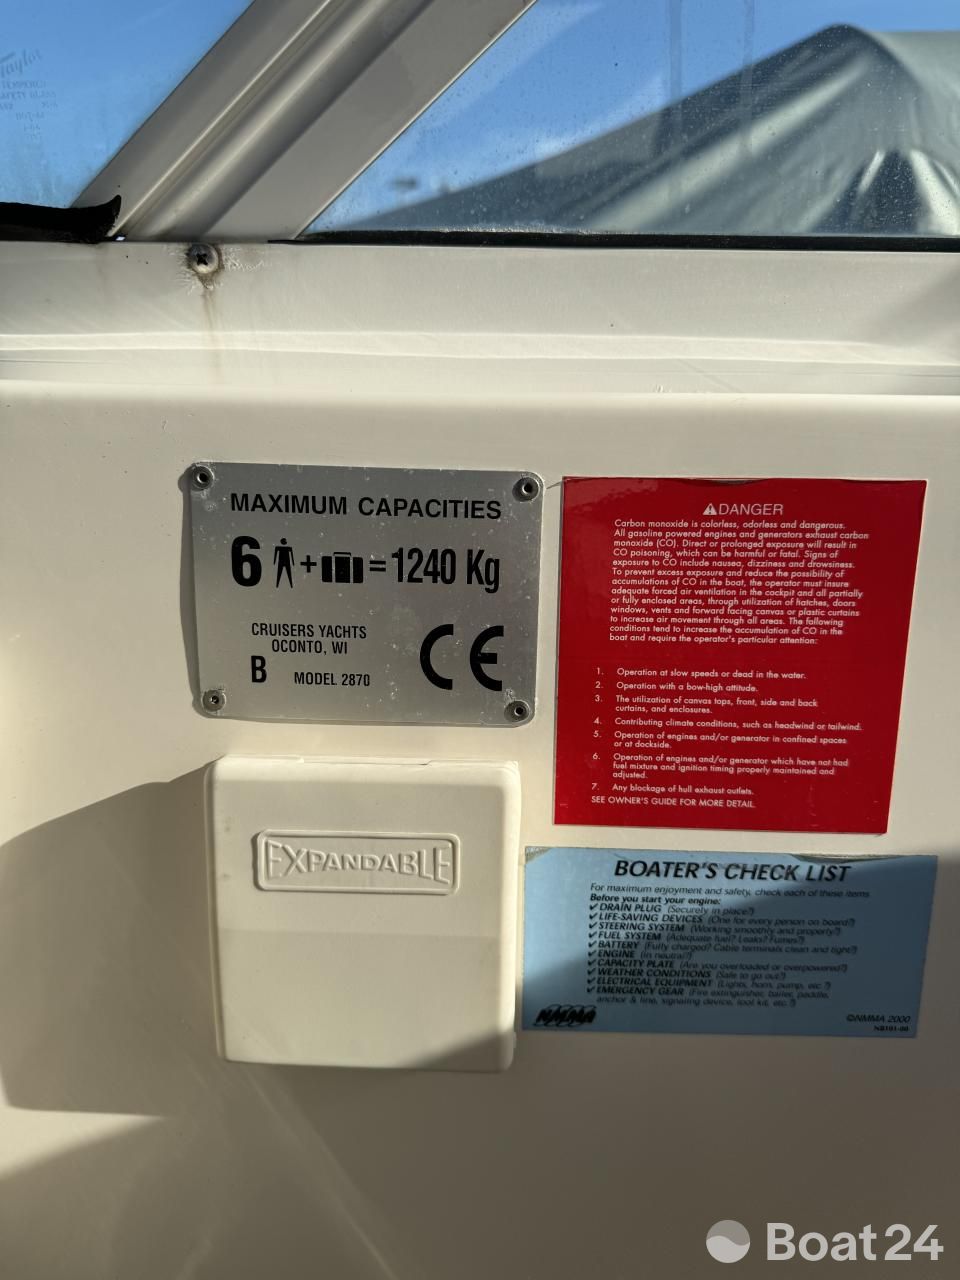 Taylor
MAXIMUM CAPACITIES
6 + = 1240 Kg
CRUISERS YACHTS
OCONTO, WI
B MODEL 2870
CE
⚠DANGER
Carbon monoxide is colorless, odorless and dangerous.
All gasoline powered engines and generators exhaust carbon
monoxide (CO). Direct or prolonged exposure will result in
CO poisoning, which can be harmful or fatal. Signs of
exposure to CO include nausea, dizziness and drowsiness.
To prevent excess exposure and reduce the possibility of
accumulations of CO in the boat, the operator must insure
adequate forced air ventilation in the cockpit and all partially
or fully enclosed areas, through utilization of hatches, doors
windows, vents and forward facing canvas or plastic curtains
to increase air movement through all areas. The following
conditions tend to increase the accumulation of CO in the
boat and require the operator's particular attention:
1. Operation at slow speeds or dead in the water.
2. Operation with a bow-high attitude.
3. The utilization of canvas tops, front, side and back
curtains, and enclosures.
4. Contributing climate conditions, such as headwind or tailwind.
5. Operation of engines and/or generator in confined spaces
or at dockside.
6. Operation of engines and/or generator which have not had
fuel mixture and ignition timing properly maintained and
adjusted.
7. Any blockage of hull exhaust outlets.
SEE OWNER'S GUIDE FOR MORE DETAIL.
EXPANDABLE
BOATER'S CHECK LIST
For maximum enjoyment and safety, check each of these items
Before you start your engine:
✔ DRAIN PLUG (Securely in place?)
✔ LIFE-SAVING DEVICES (One for every person on board?)
✔ STEERING SYSTEM (Working smoothly and properly?)
✔ FUEL SYSTEM (Adequate fuel? Leaks? Fumes?)
✔ BATTERY (Fully charged? Cable terminals clean and tight?)
✔ ENGINE (In neutral?)
✔ CAPACITY PLATE (Are you overloaded or overpowered?)
✔ WEATHER CONDITIONS (Safe to go out?)
✔ ELECTRICAL EQUIPMENT (Lights, horn, pump, etc.?)
✔ EMERGENCY GEAR (Fire extinguisher, bailer, paddle,
anchor & line, signaling device, tool kit, etc.?)
NMMA
©NMMA 2000
NB101-00
Boat24